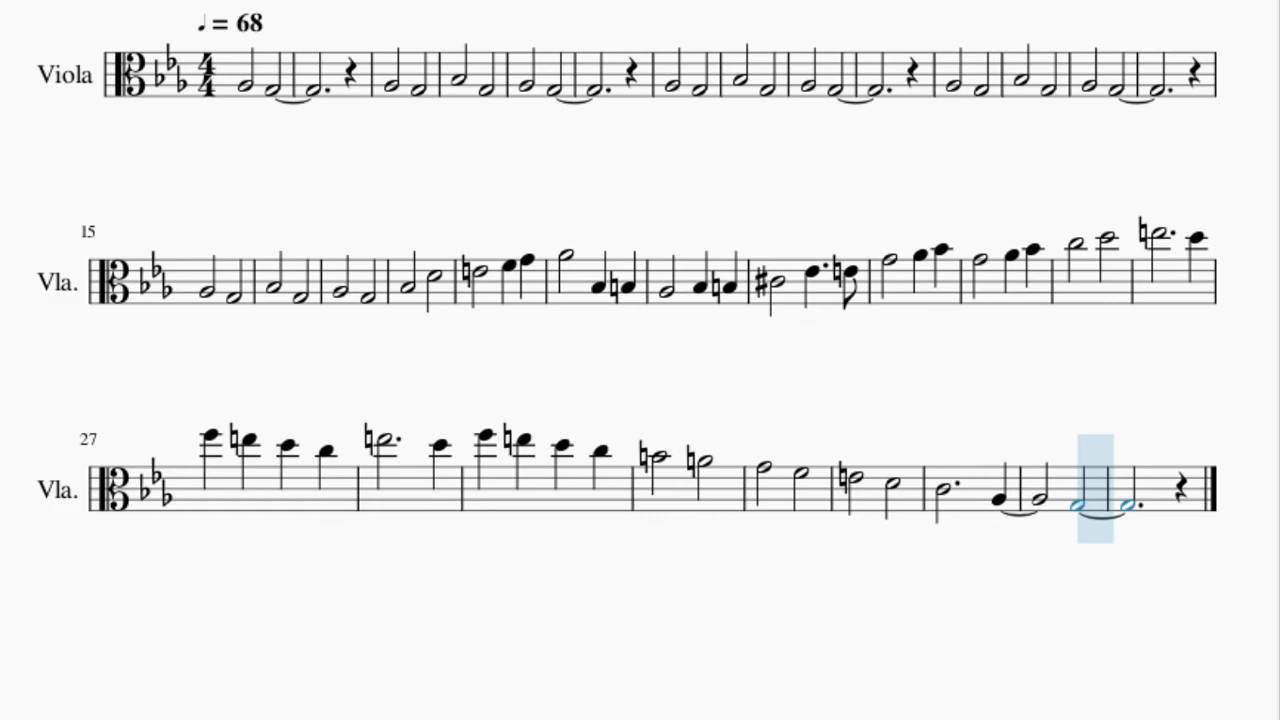 ♩ = 68
Viola
4/4
15
Vla.
27
Vla.